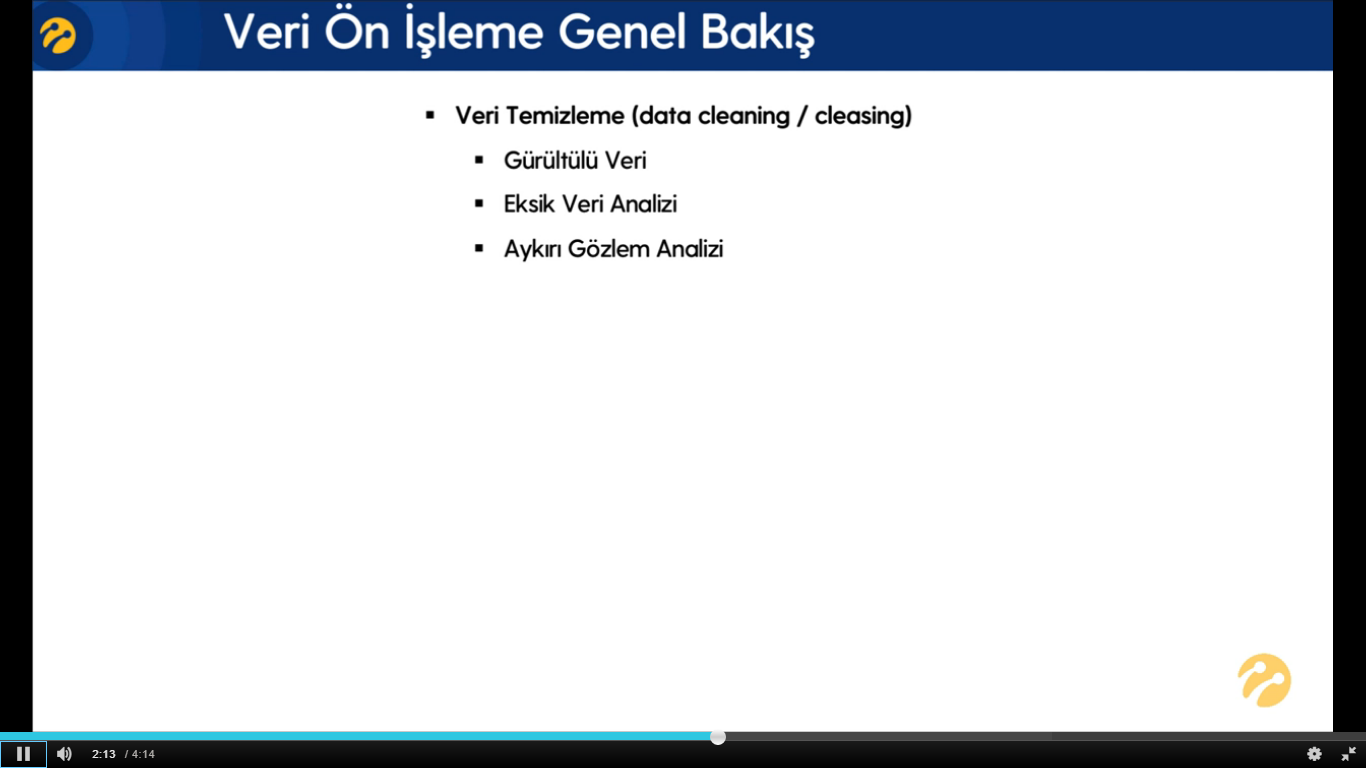 Veri Ön İşleme Genel Bakış
▪ Veri Temizleme (data cleaning / cleasing)
▪ Gürültülü Veri
▪ Eksik Veri Analizi
▪ Aykırı Gözlem Analizi
2:13 / 4:14